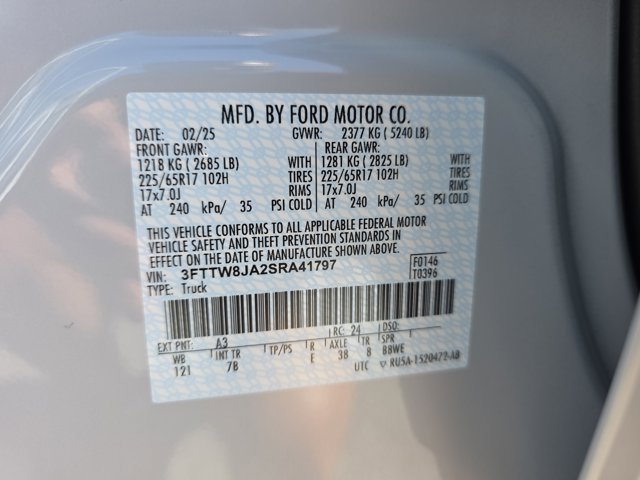 MFD. BY FORD MOTOR CO.
DATE: 02/25 GVWR: 2377 KG ( 5240 LB)
FRONT GAWR: REAR GAWR:
1218 KG ( 2685 LB) WITH 1281 KG ( 2825 LB) WITH
225/65R17 102H TIRES 225/65R17 102H TIRES
17x7.0J RIMS 17x7.0J RIMS
AT 240 kPa/ 35 PSI COLD AT 240 kPa/ 35 PSI COLD
THIS VEHICLE CONFORMS TO ALL APPLICABLE FEDERAL MOTOR
VEHICLE SAFETY AND THEFT PREVENTION STANDARDS IN
EFFECT ON THE DATE OF MANUFACTURE SHOWN ABOVE.
VIN: 3FTTW8JA2SRA41797 F0146
TYPE: Truck T0396
EXT PNT: A3 RC: 24 DSO:
WB INT TR TP/PS R AXLE TR SPR
121 7B E 38 8 BBWE
UTC ▽ RU5A-1520472-AB